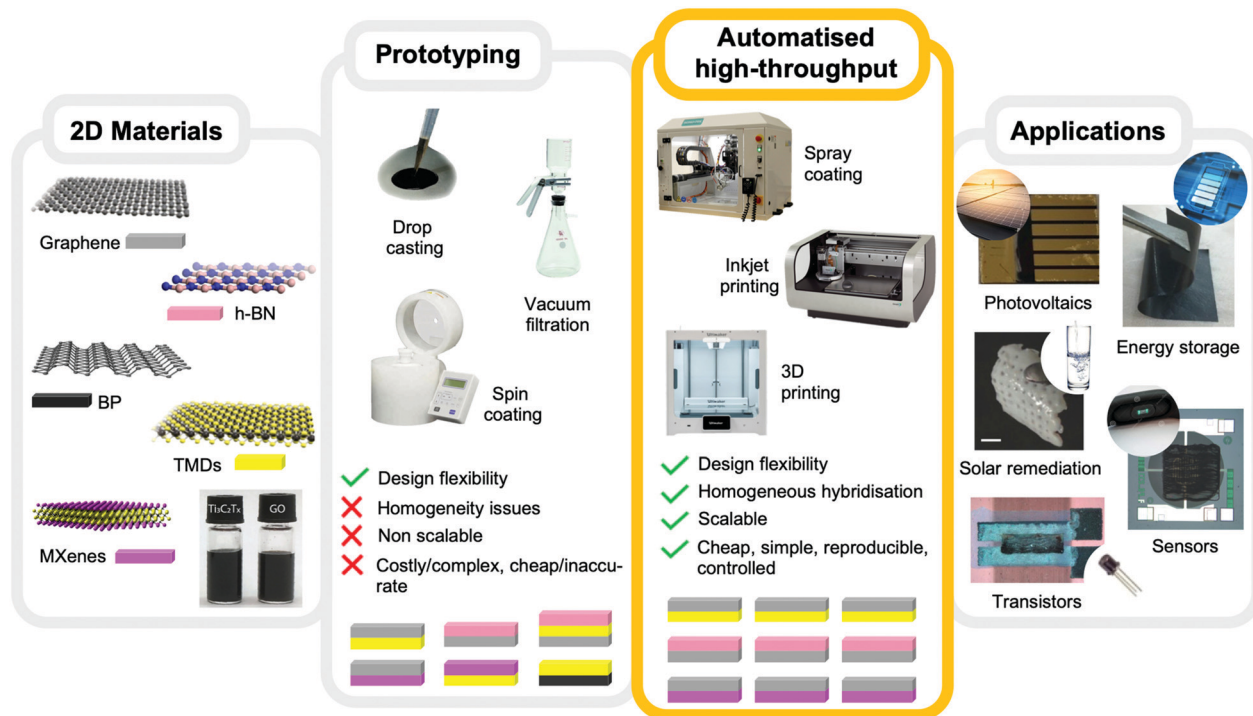 2D Materials
Graphene
h-BN
BP
TMDs
MXenes
Ti₃C₂Tₓ
GO
Prototyping
Drop
casting
Vacuum
filtration
Spin
coating
Design flexibility
Homogeneity issues
Non scalable
Costly/complex, cheap/inaccu-
rate
Automatised
high-throughput
Spray
coating
Inkjet
printing
3D
printing
Design flexibility
Homogeneous hybridisation
Scalable
Cheap, simple, reproducible,
controlled
Applications
Photovoltaics
Energy storage
Solar remediation
Sensors
Transistors